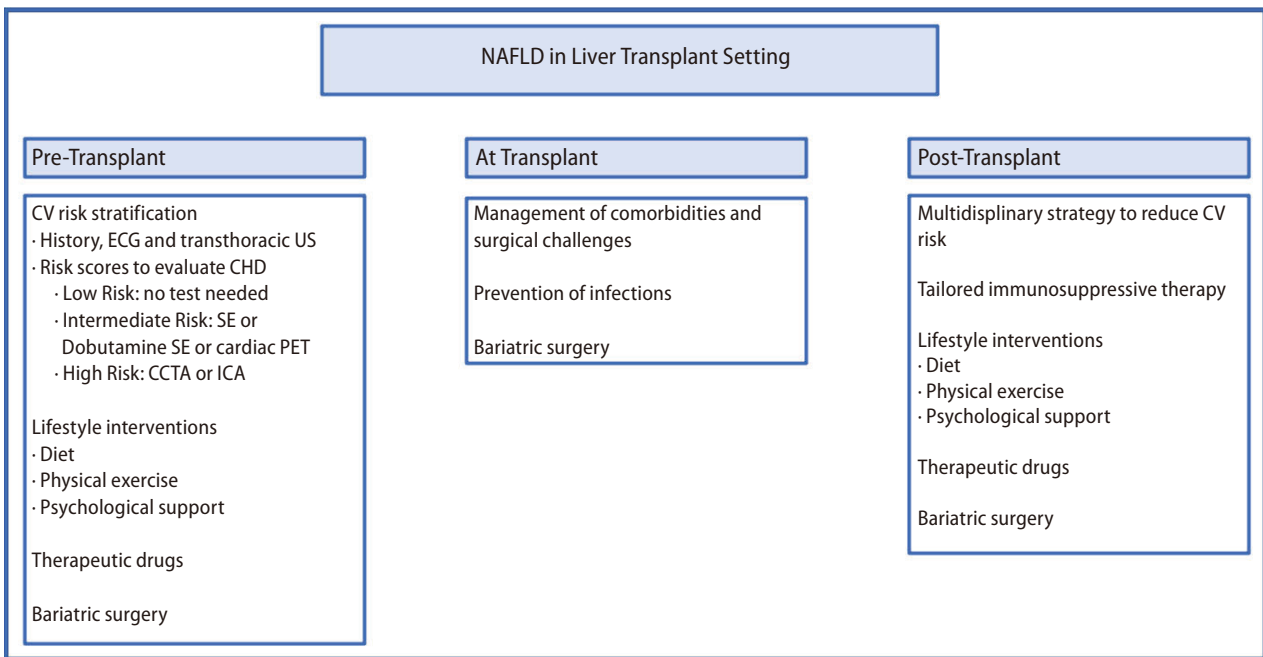 NAFLD in Liver Transplant Setting
Pre-Transplant
CV risk stratification
· History, ECG and transthoracic US
· Risk scores to evaluate CHD
· Low Risk: no test needed
· Intermediate Risk: SE or
Dobutamine SE or cardiac PET
· High Risk: CCTA or ICA
Lifestyle interventions
· Diet
· Physical exercise
· Psychological support
Therapeutic drugs
Bariatric surgery
At Transplant
Management of comorbidities and
surgical challenges
Prevention of infections
Bariatric surgery
Post-Transplant
Multidisplinary strategy to reduce CV
risk
Tailored immunosuppressive therapy
Lifestyle interventions
· Diet
· Physical exercise
· Psychological support
Therapeutic drugs
Bariatric surgery